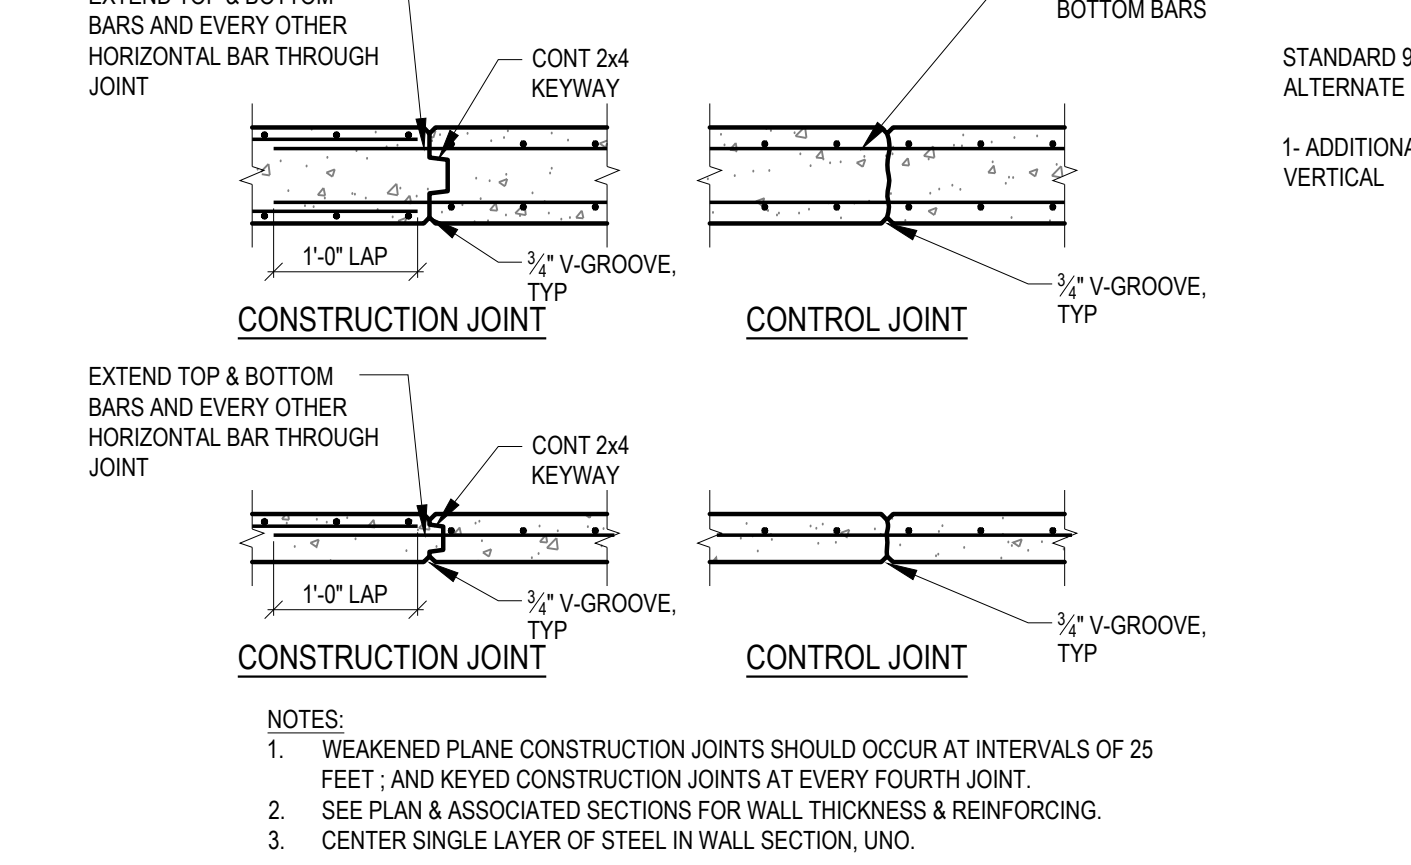 EXTEND TOP & BOTTOM
BARS AND EVERY OTHER
HORIZONTAL BAR THROUGH
JOINT
CONT 2x4
KEYWAY
1'-0" LAP
3/4" V-GROOVE,
TYP
CONSTRUCTION JOINT
BOTTOM BARS
3/4" V-GROOVE,
TYP
CONTROL JOINT
STANDARD 9
ALTERNATE
1- ADDITIONA
VERTICAL
EXTEND TOP & BOTTOM
BARS AND EVERY OTHER
HORIZONTAL BAR THROUGH
JOINT
CONT 2x4
KEYWAY
1'-0" LAP
3/4" V-GROOVE,
TYP
CONSTRUCTION JOINT
3/4" V-GROOVE,
TYP
CONTROL JOINT
NOTES:
1. WEAKENED PLANE CONSTRUCTION JOINTS SHOULD OCCUR AT INTERVALS OF 25
FEET ; AND KEYED CONSTRUCTION JOINTS AT EVERY FOURTH JOINT.
2. SEE PLAN & ASSOCIATED SECTIONS FOR WALL THICKNESS & REINFORCING.
3. CENTER SINGLE LAYER OF STEEL IN WALL SECTION, UNO.